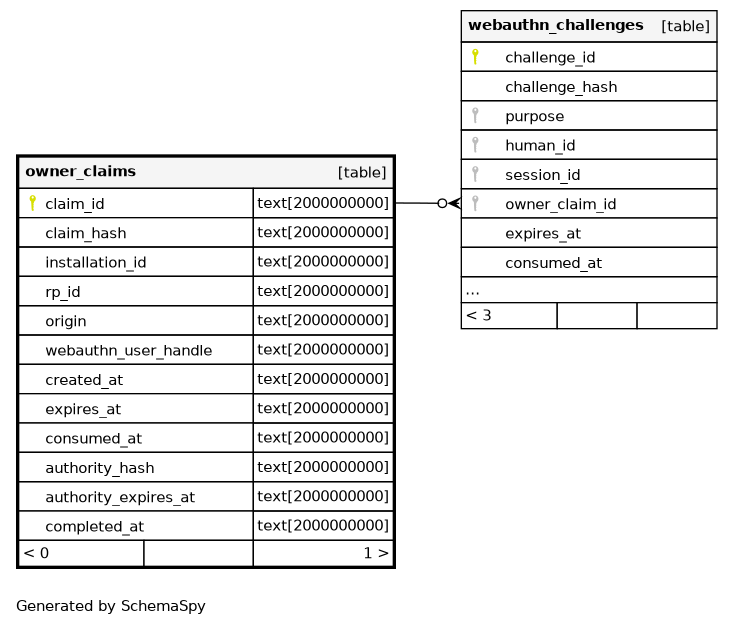 webauthn_challenges [table]
challenge_id
challenge_hash
purpose
human_id
session_id
owner_claim_id
expires_at
consumed_at
...
< 3
owner_claims [table]
claim_id text[2000000000]
claim_hash text[2000000000]
installation_id text[2000000000]
rp_id text[2000000000]
origin text[2000000000]
webauthn_user_handle text[2000000000]
created_at text[2000000000]
expires_at text[2000000000]
consumed_at text[2000000000]
authority_hash text[2000000000]
authority_expires_at text[2000000000]
completed_at text[2000000000]
< 0 1 >
Generated by SchemaSpy